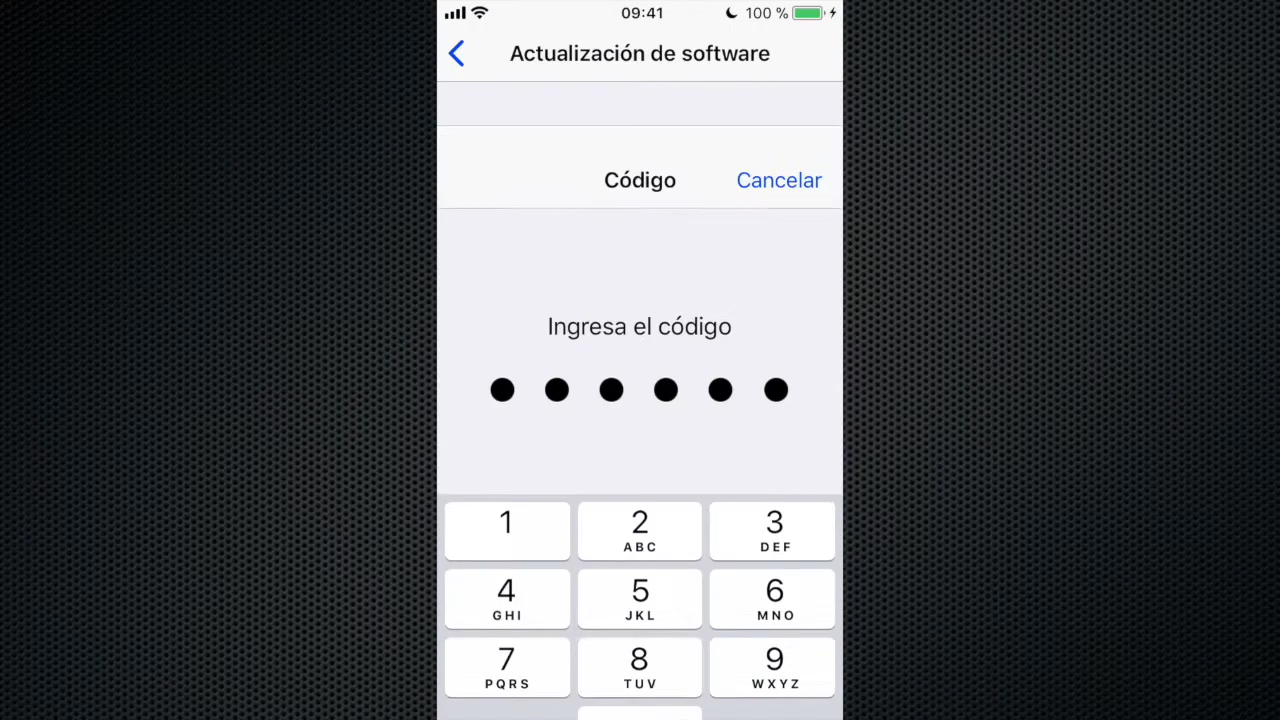 09:41
100 %
Actualización de software
Código
Cancelar
Ingresa el código
1
2
ABC
3
DEF
4
GHI
5
JKL
6
MNO
7
PQRS
8
TUV
9
WXYZ